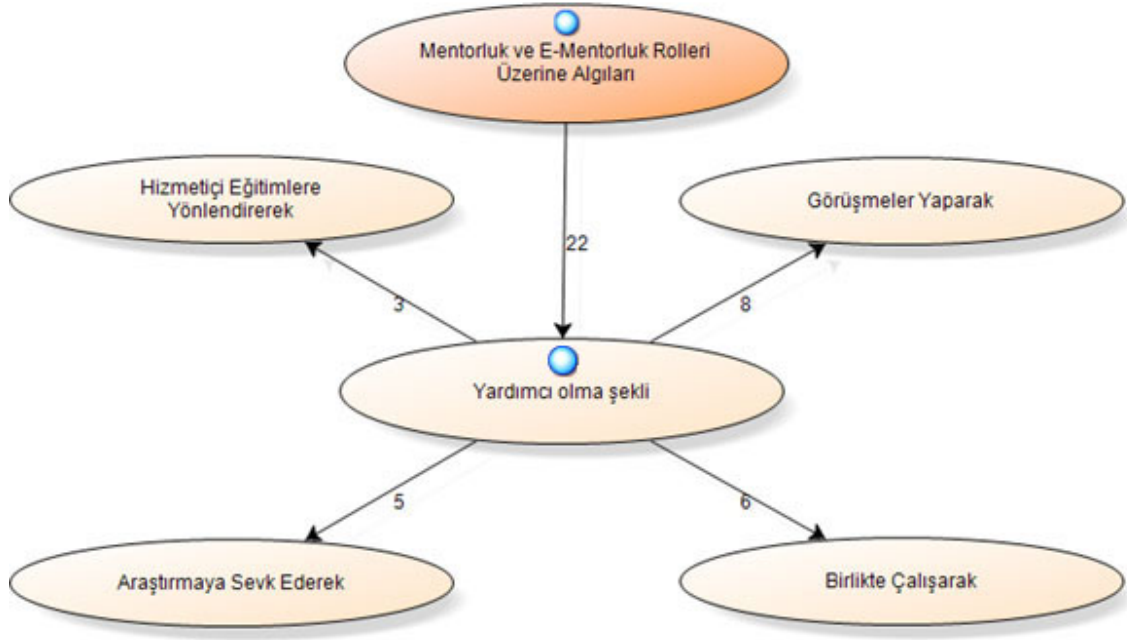 Mentorluk ve E-Mentorluk Rolleri
Üzerine Algıları
Hizmetiçi Eğitimlere
Yönlendirerek
Görüşmeler Yaparak
22
3
8
Yardımcı olma şekli
5
6
Araştırmaya Sevk Ederek
Birlikte Çalışarak